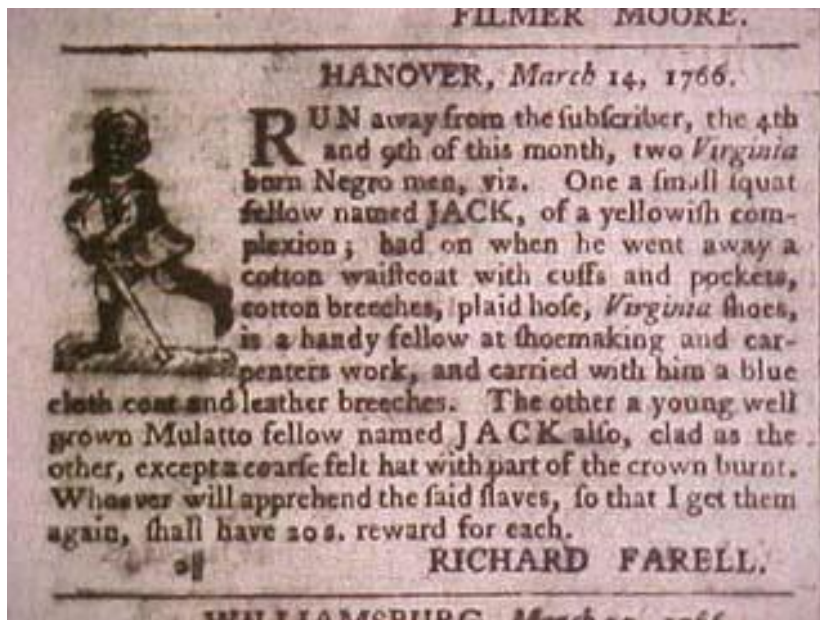 FILMER MOORE.
HANOVER, March 14, 1766.
RUN away from the ſubſcriber, the 4th
and 9th of this month, two Virginia
born Negro men, viz. One a ſmall ſquat
fellow named JACK, of a yellowiſh com-
plexion; had on when he went away a
cotton waiſtcoat with cuffs and pockets,
cotton breeches, plaid hoſe, Virginia ſhoes,
is a handy fellow at ſhoemaking and car-
penters work, and carried with him a blue
cloth coat and leather breeches. The other a young well
grown Mulatto fellow named JACK alſo, clad as the
other, except a coarſe felt hat with part of the crown burnt.
Whoever will apprehend the ſaid ſlaves, ſo that I get them
again, ſhall have 20s. reward for each.
RICHARD FARELL.
WILLIAMSBURG, March